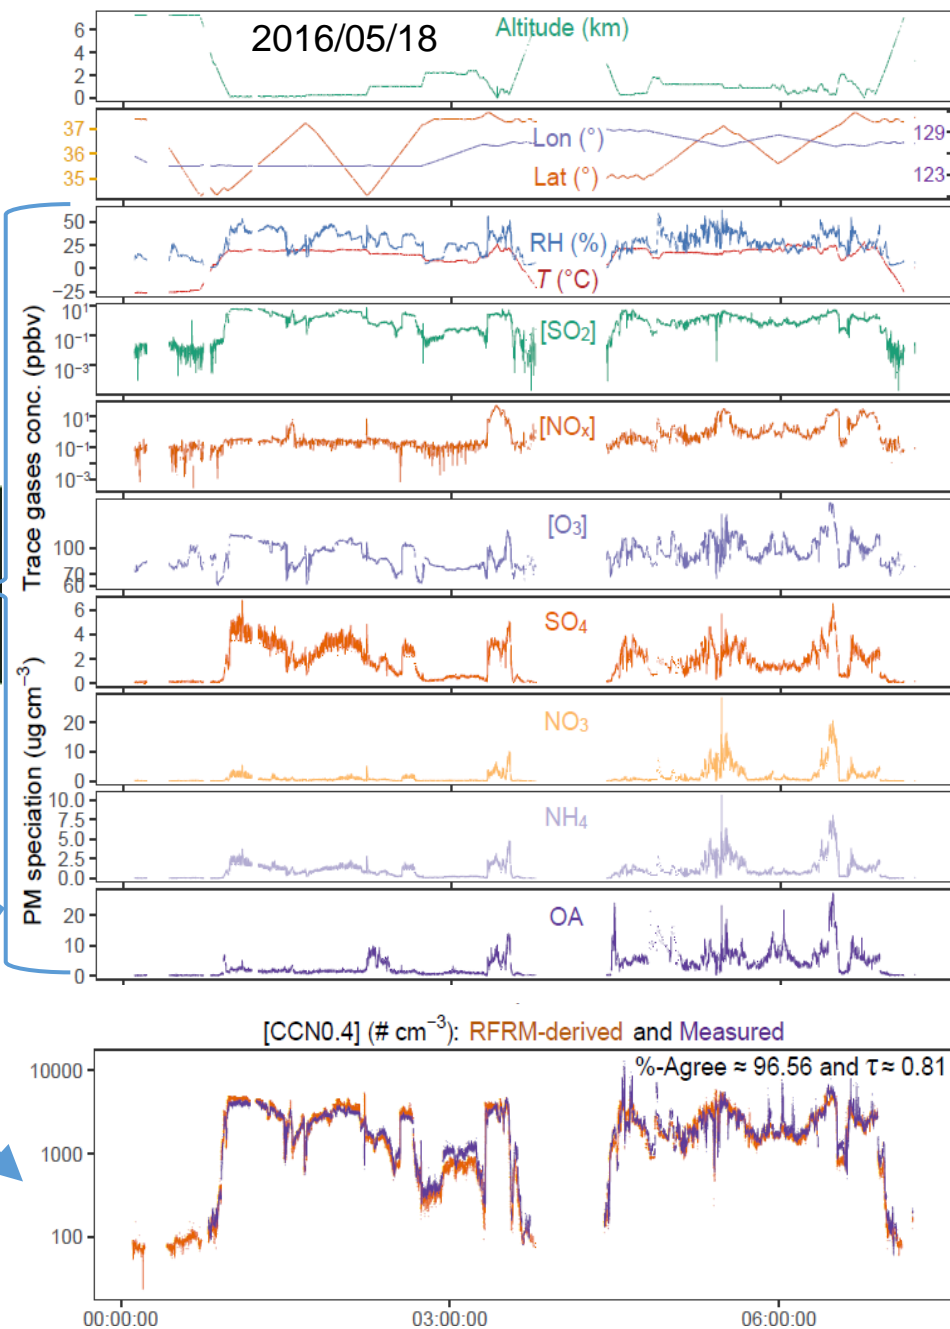 2016/05/18
Altitude (km)
6
4
2
0
37
36
35
Lon (°)
Lat (°)
129
123
50
25
0
−25
RH (%)
T (°C)
Trace gases conc. (ppbv)
10¹
10⁻¹
10⁻³
[SO₂]
10¹
10⁻¹
10⁻³
[NOₓ]
100
70
60
[O₃]
PM speciation (ug cm⁻³)
6
4
2
0
SO₄
20
10
0
NO₃
10.0
7.5
5.0
2.5
0.0
NH₄
20
10
0
OA
[CCN0.4] (# cm⁻³): RFRM-derived and Measured
%-Agree ≈ 96.56 and τ ≈ 0.81
10000
1000
100
00:00:00 03:00:00 06:00:00